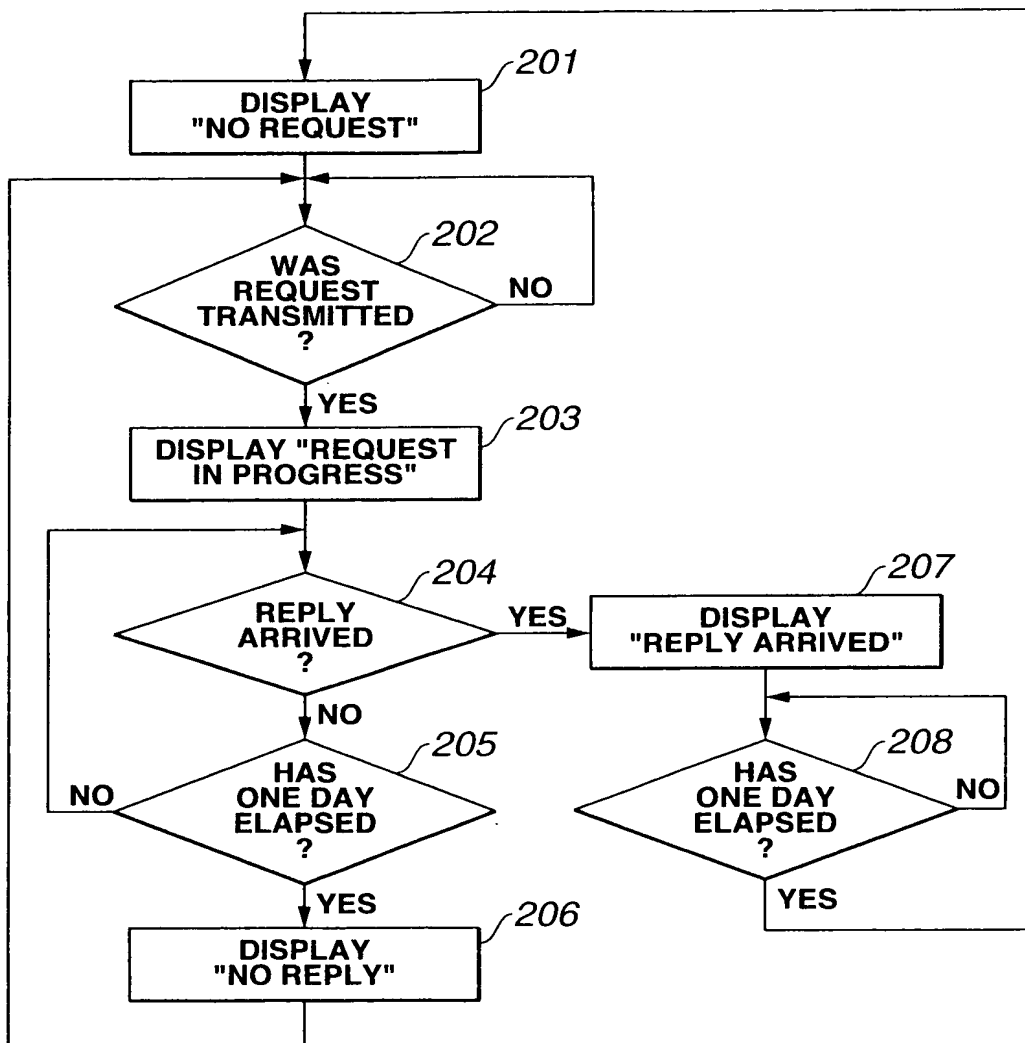 201
DISPLAY
"NO REQUEST"
202
WAS
REQUEST
TRANSMITTED
?
NO
YES
203
DISPLAY "REQUEST
IN PROGRESS"
204
REPLY
ARRIVED
?
YES
NO
207
DISPLAY
"REPLY ARRIVED"
205
HAS
ONE DAY
ELAPSED
?
NO
YES
208
HAS
ONE DAY
ELAPSED
?
NO
YES
206
DISPLAY
"NO REPLY"